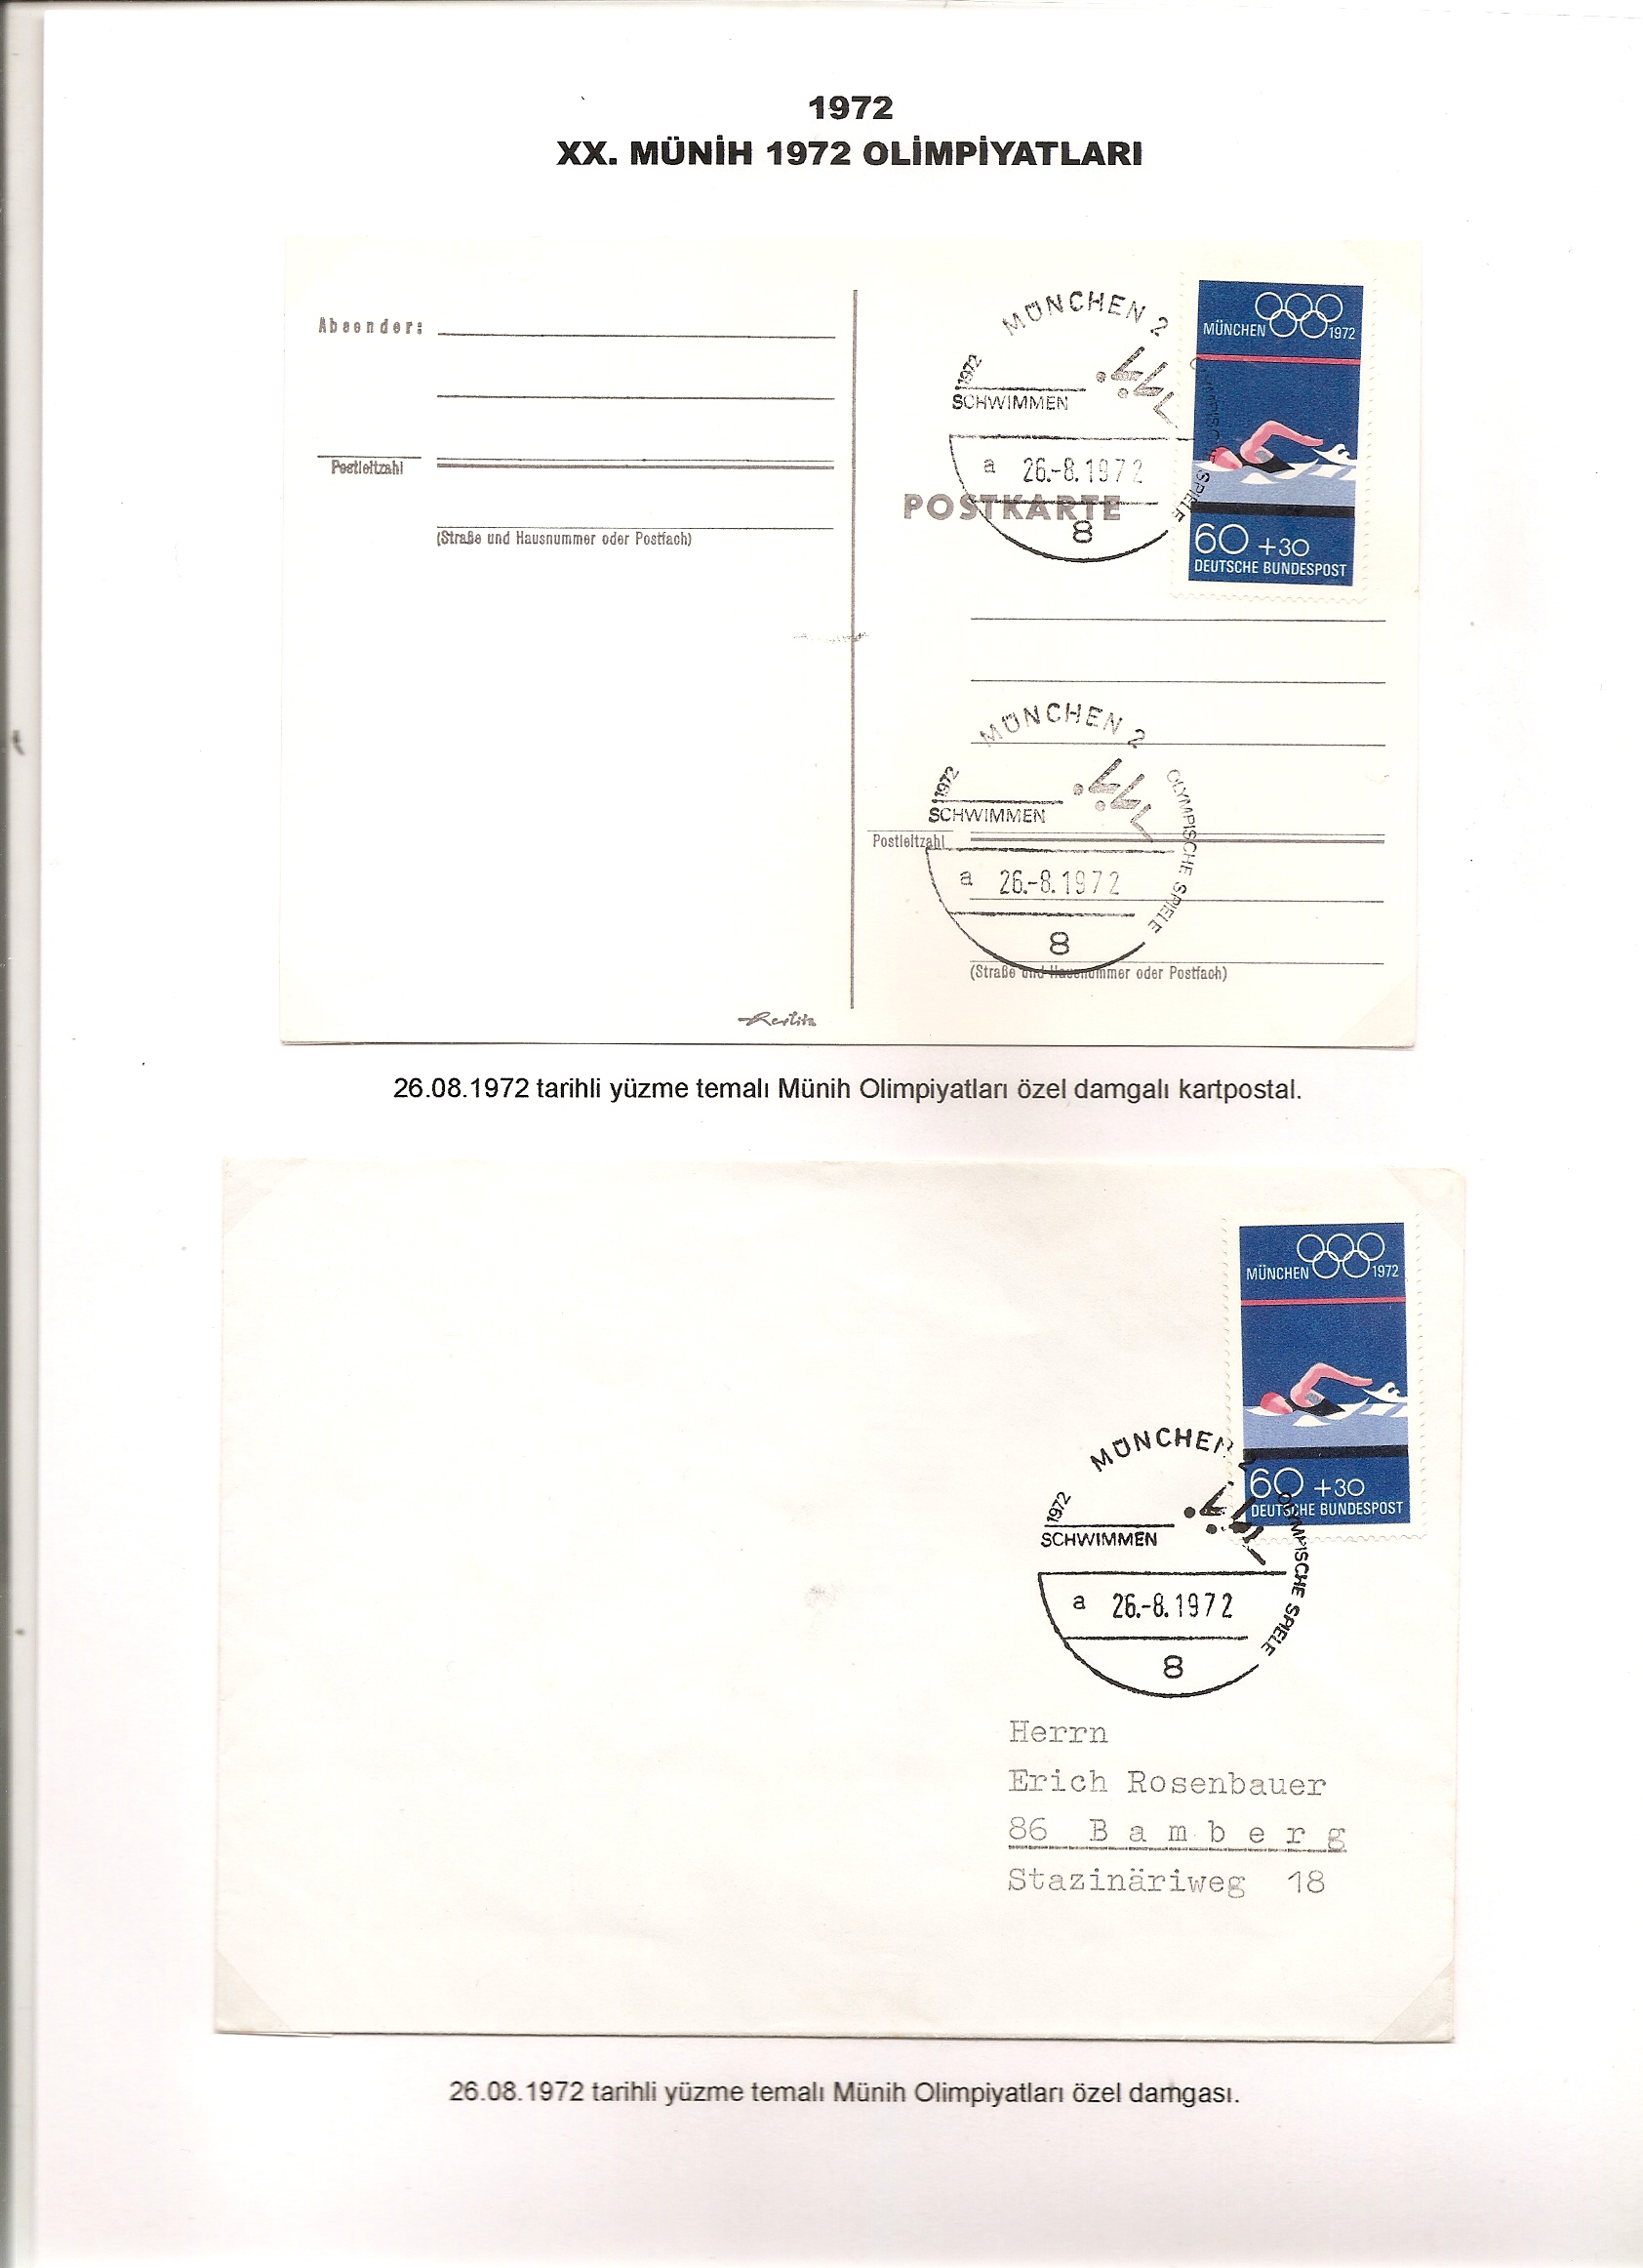 1972
XX. MÜNİH 1972 OLİMPİYATLARI
Absender:
Postleitzahl
(Straße und Hausnummer oder Postfach)
MÜNCHEN 2
OLYMPISCHE SPIELE
1972
SCHWIMMEN
a 26.-8.1972
8
POSTKARTE
MÜNCHEN 1972
60 +30
DEUTSCHE BUNDESPOST
MÜNCHEN 2
OLYMPISCHE SPIELE
1972
SCHWIMMEN
Postleitzahl
a 26.-8.1972
8
(Straße und Hausnummer oder Postfach)
26.08.1972 tarihli yüzme temalı Münih Olimpiyatları özel damgalı kartpostal.
MÜNCHEN 1972
60 +30
DEUTSCHE BUNDESPOST
MÜNCHEN 2
OLYMPISCHE SPIELE
1972
SCHWIMMEN
a 26.-8.1972
8
Herrn
Erich Rosenbauer
86 Bamberg
Stazinäriweg 18
26.08.1972 tarihli yüzme temalı Münih Olimpiyatları özel damgası.